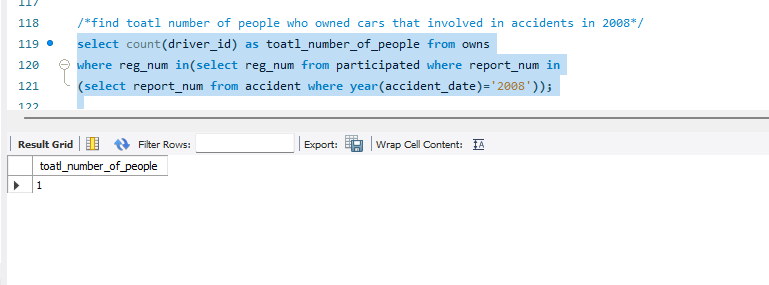 117
118 /*find toatl number of people who owned cars that involved in accidents in 2008*/
119 select count(driver_id) as toatl_number_of_people from owns
120 where reg_num in(select reg_num from participated where report_num in
121 (select report_num from accident where year(accident_date)='2008'));
122
Result Grid Filter Rows: Export: Wrap Cell Content: IA
toatl_number_of_people
1